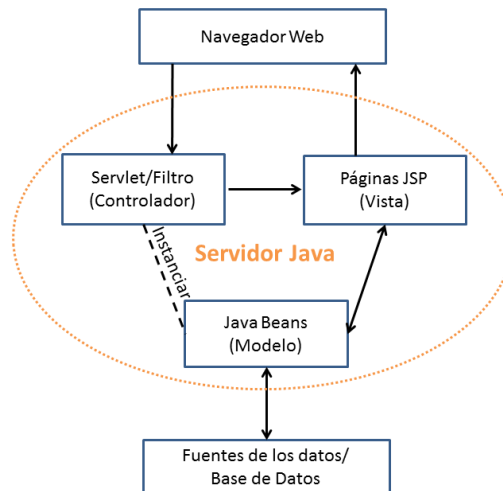 Navegador Web
Servlet/Filtro
(Controlador)
Páginas JSP
(Vista)
Instanciar
Servidor Java
Java Beans
(Modelo)
Fuentes de los datos/
Base de Datos